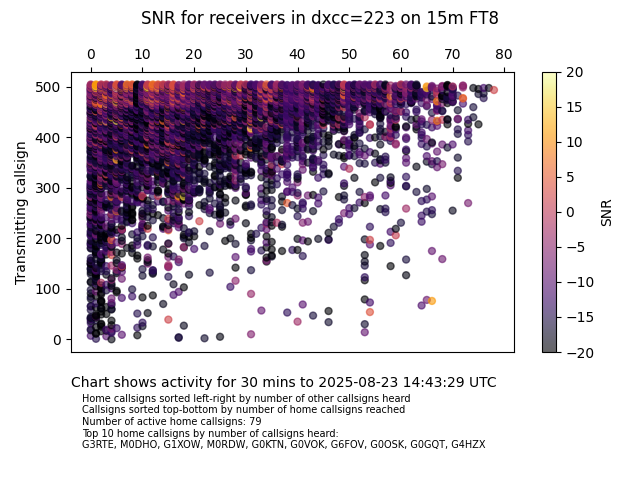 SNR for receivers in dxcc=223 on 15m FT8
0 10 20 30 40 50 60 70 80
500
400
300
200
100
0
Transmitting callsign
20
15
10
5
0
−5
−10
−15
−20
SNR
Chart shows activity for 30 mins to 2025-08-23 14:43:29 UTC
Home callsigns sorted left-right by number of other callsigns heard
Callsigns sorted top-bottom by number of home callsigns reached
Number of active home callsigns: 79
Top 10 home callsigns by number of callsigns heard:
G3RTE, M0DHO, G1XOW, M0RDW, G0KTN, G0VOK, G6FOV, G0OSK, G0GQT, G4HZX